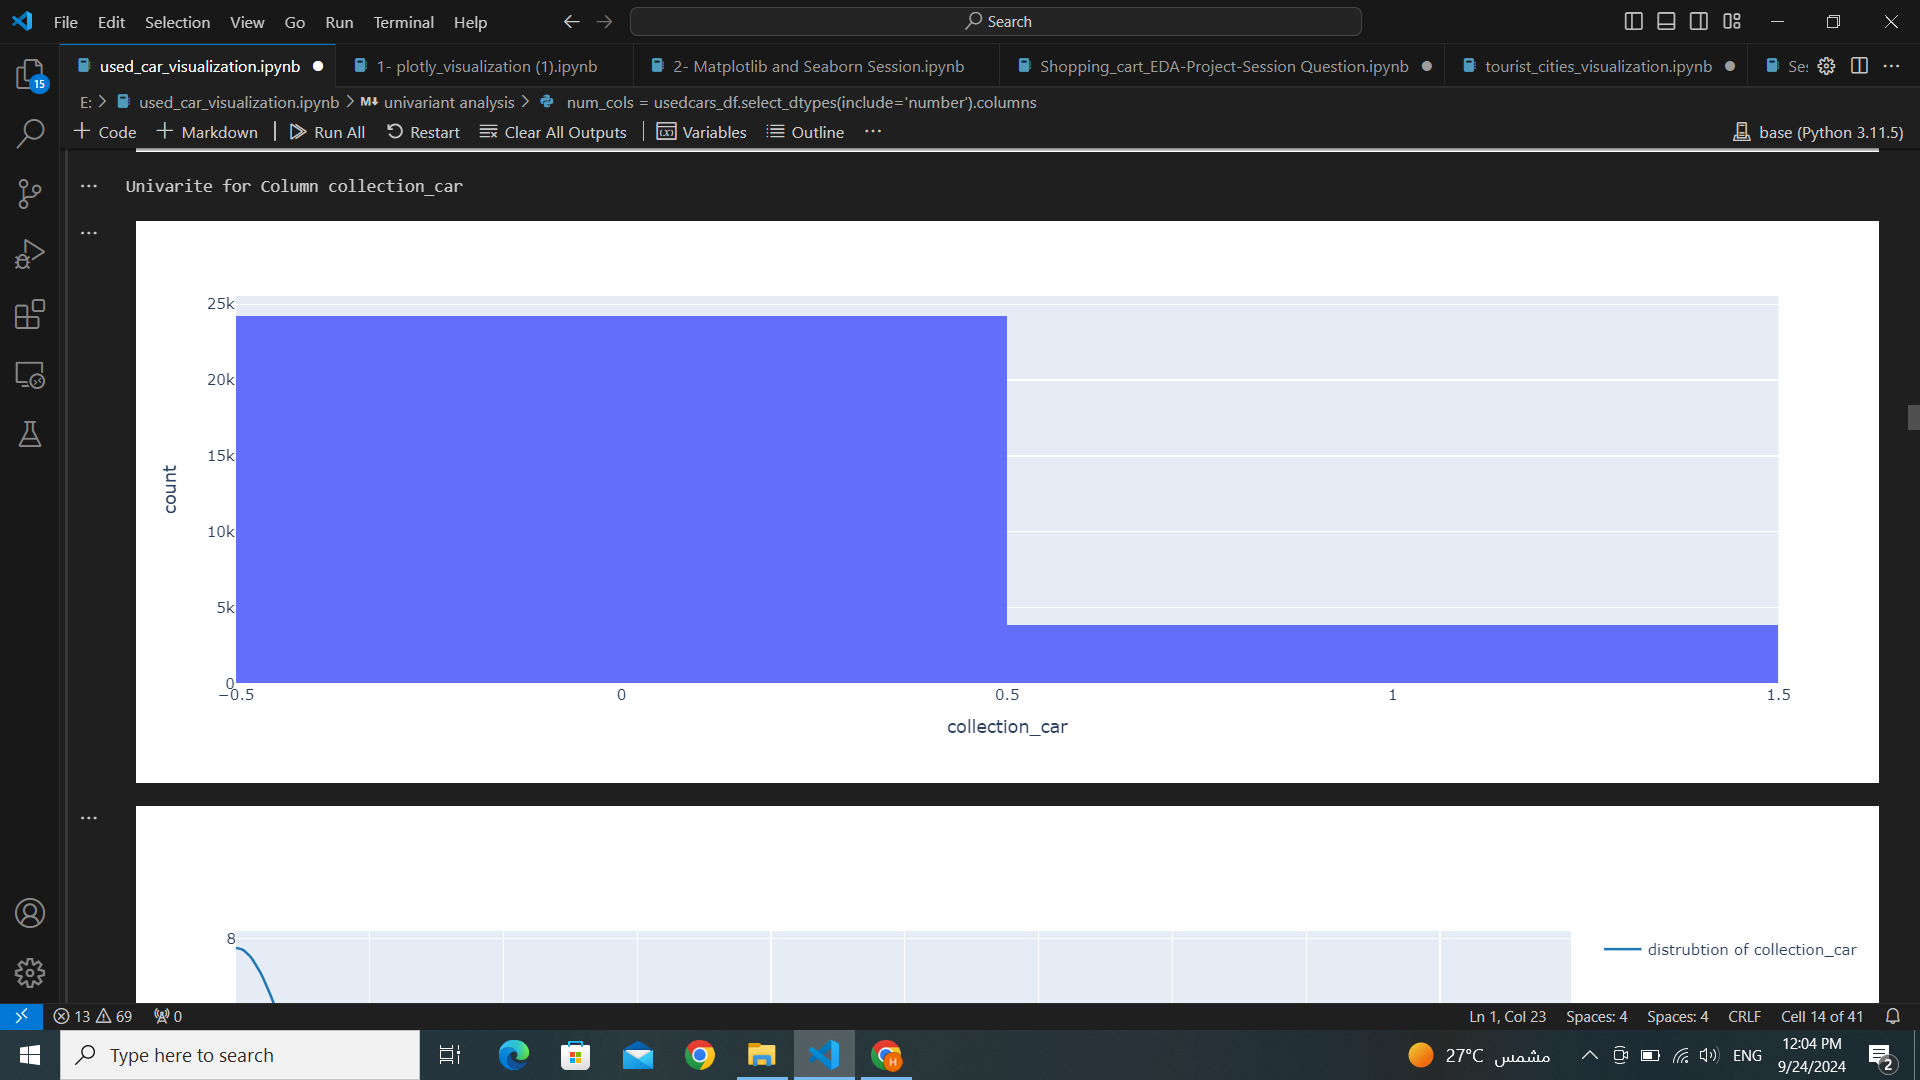 File Edit Selection View Go Run Terminal Help Search
used_car_visualization.ipynb 1- plotly_visualization (1).ipynb 2- Matplotlib and Seaborn Session.ipynb Shopping_cart_EDA-Project-Session Question.ipynb tourist_cities_visualization.ipynb Se
15
E: > used_car_visualization.ipynb > M↓ univariant analysis > num_cols = usedcars_df.select_dtypes(include='number').columns
+ Code + Markdown | Run All Restart Clear All Outputs | Variables Outline ... base (Python 3.11.5)
... Univarite for Column collection_car
...
25k
20k
15k
10k
5k
0
count
−0.5 0 0.5 1 1.5
collection_car
...
8
distrubtion of collection_car
13 69 0 Ln 1, Col 23 Spaces: 4 Spaces: 4 CRLF Cell 14 of 41
Type here to search H 27°C مشمس ENG 12:04 PM
9/24/2024 2